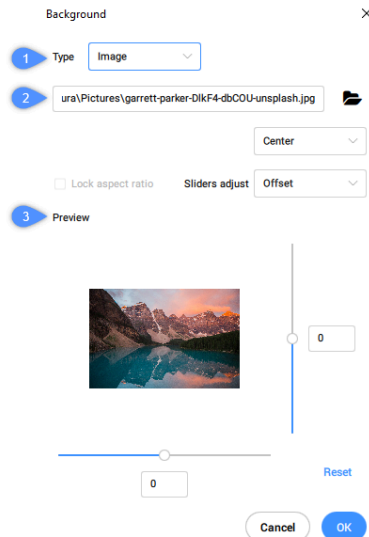 Background
1 Type Image
2 ura\Pictures\garrett-parker-DlkF4-dbCOU-unsplash.jpg
Center
Lock aspect ratio Sliders adjust Offset
3 Preview
0
0
Reset
Cancel OK